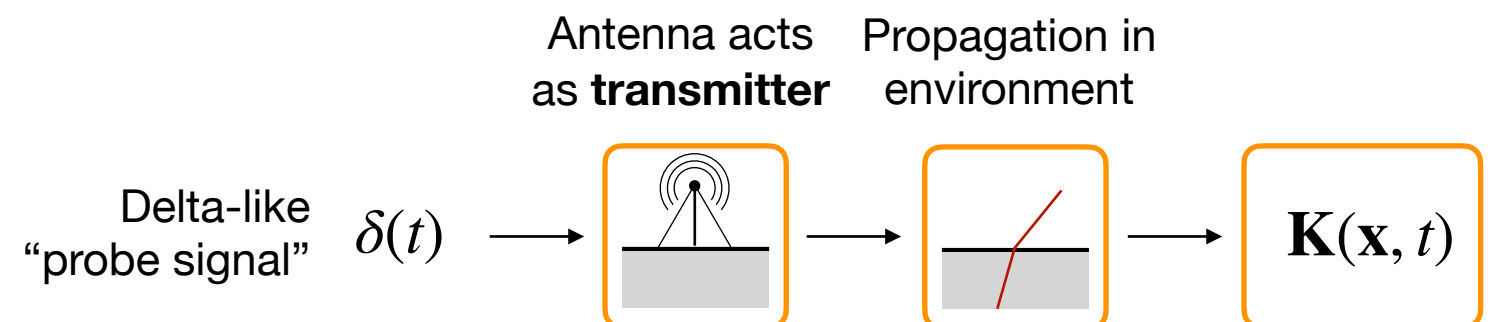 Antenna acts
as transmitter
Propagation in
environment
Delta-like
“probe signal”
δ(t)
K(x, t)